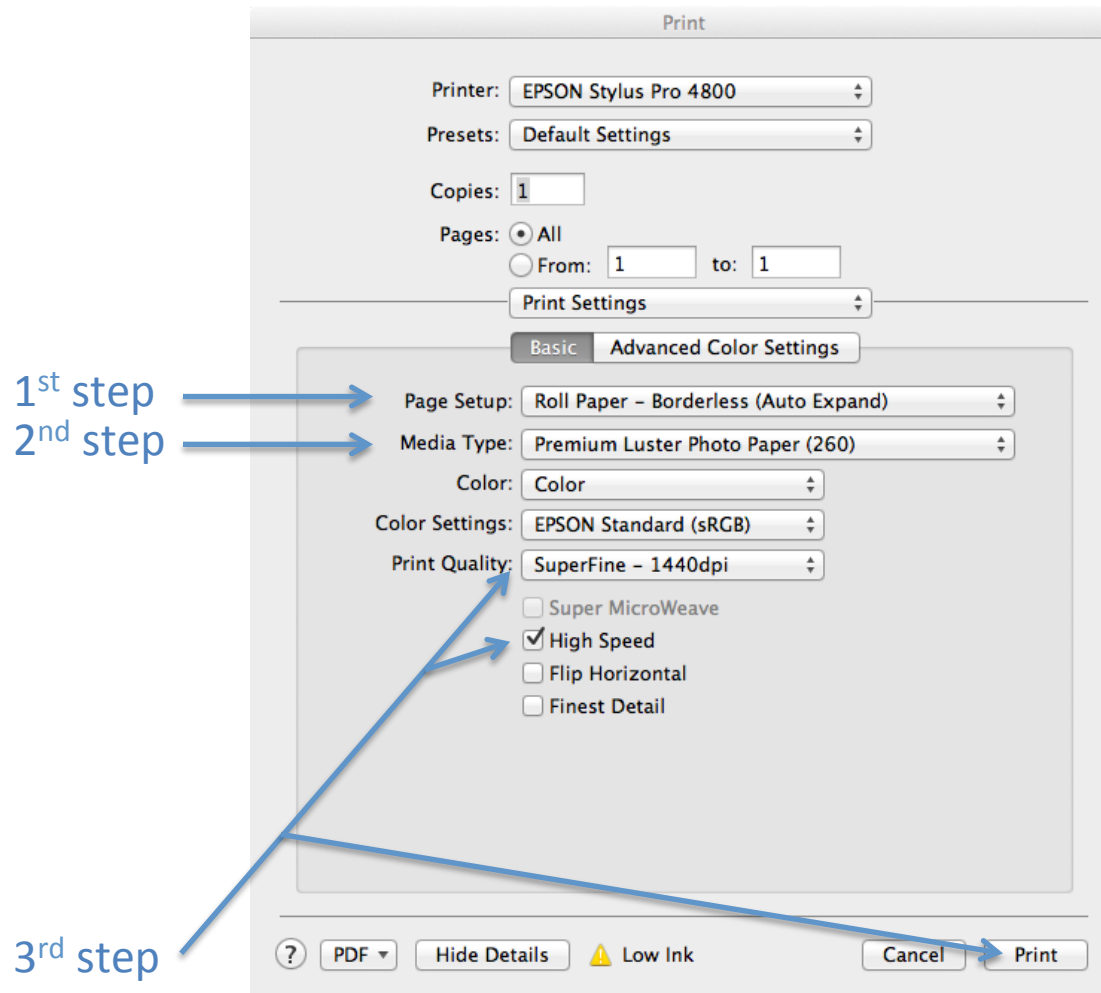 Print
Printer: EPSON Stylus Pro 4800
Presets: Default Settings
Copies: 1
Pages: All
From: 1 to: 1
Print Settings
Basic Advanced Color Settings
1st step Page Setup: Roll Paper – Borderless (Auto Expand)
2nd step Media Type: Premium Luster Photo Paper (260)
Color: Color
Color Settings: EPSON Standard (sRGB)
Print Quality: SuperFine – 1440dpi
Super MicroWeave
High Speed
Flip Horizontal
Finest Detail
3rd step ? PDF Hide Details Low Ink Cancel Print